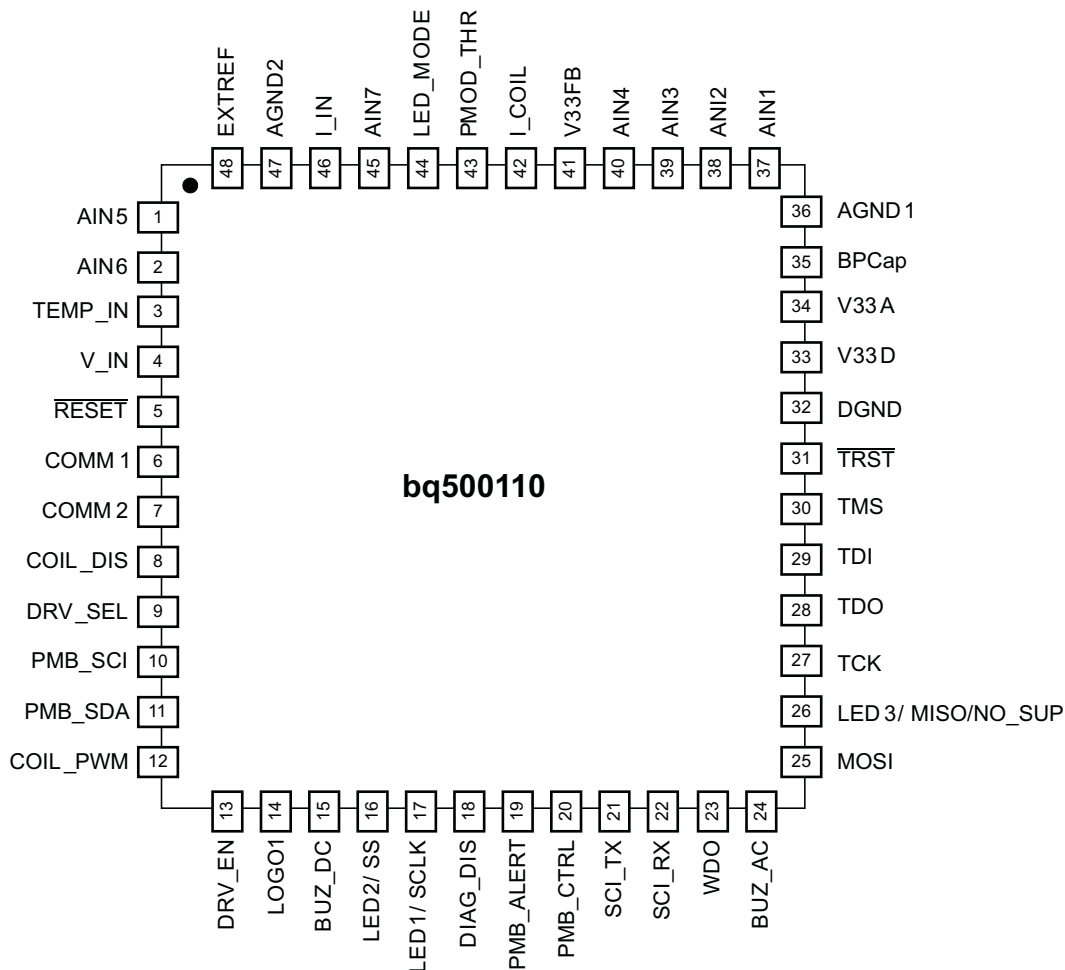 EXTREF
AGND2
I_IN
AIN7
LED_MODE
PMOD_THR
I_COIL
V33FB
AIN4
AIN3
ANI2
AIN1
48
47
46
45
44
43
42
41
40
39
38
37
AIN5 1
AIN6 2
TEMP_IN 3
V_IN 4
RESET 5
COMM 1 6
COMM 2 7
COIL_DIS 8
DRV_SEL 9
PMB_SCI 10
PMB_SDA 11
COIL_PWM 12
bq500110
36 AGND 1
35 BPCap
34 V33 A
33 V33 D
32 DGND
31 TRST
30 TMS
29 TDI
28 TDO
27 TCK
26 LED 3/ MISO/NO_SUP
25 MOSI
13
14
15
16
17
18
19
20
21
22
23
24
DRV_EN
LOGO1
BUZ_DC
LED2/ SS
LED1/ SCLK
DIAG_DIS
PMB_ALERT
PMB_CTRL
SCI_TX
SCI_RX
WDO
BUZ_AC